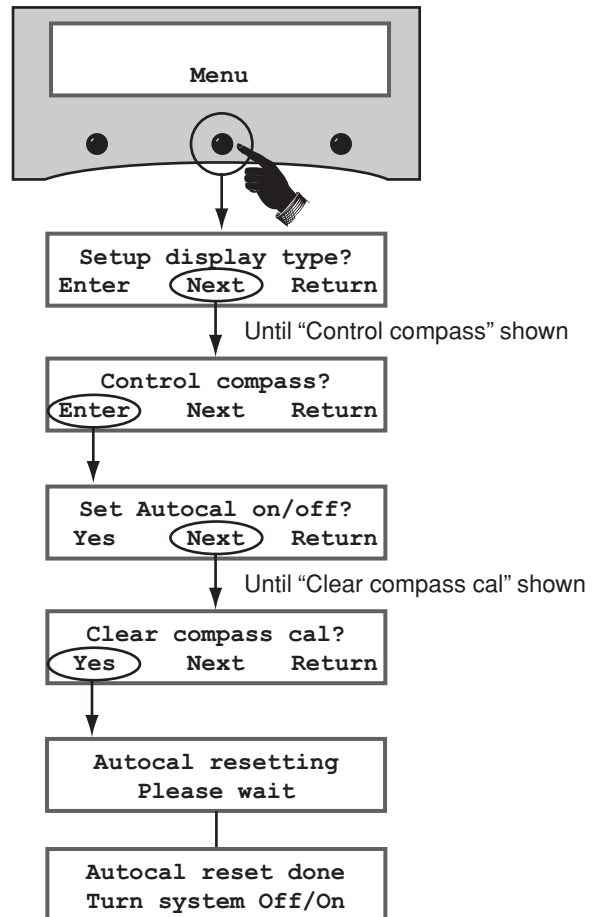 Menu
Setup display type?
Enter Next Return
Until “Control compass” shown
Control compass?
Enter Next Return
Set Autocal on/off?
Yes Next Return
Until “Clear compass cal” shown
Clear compass cal?
Yes Next Return
Autocal resetting
Please wait
Autocal reset done
Turn system Off/On